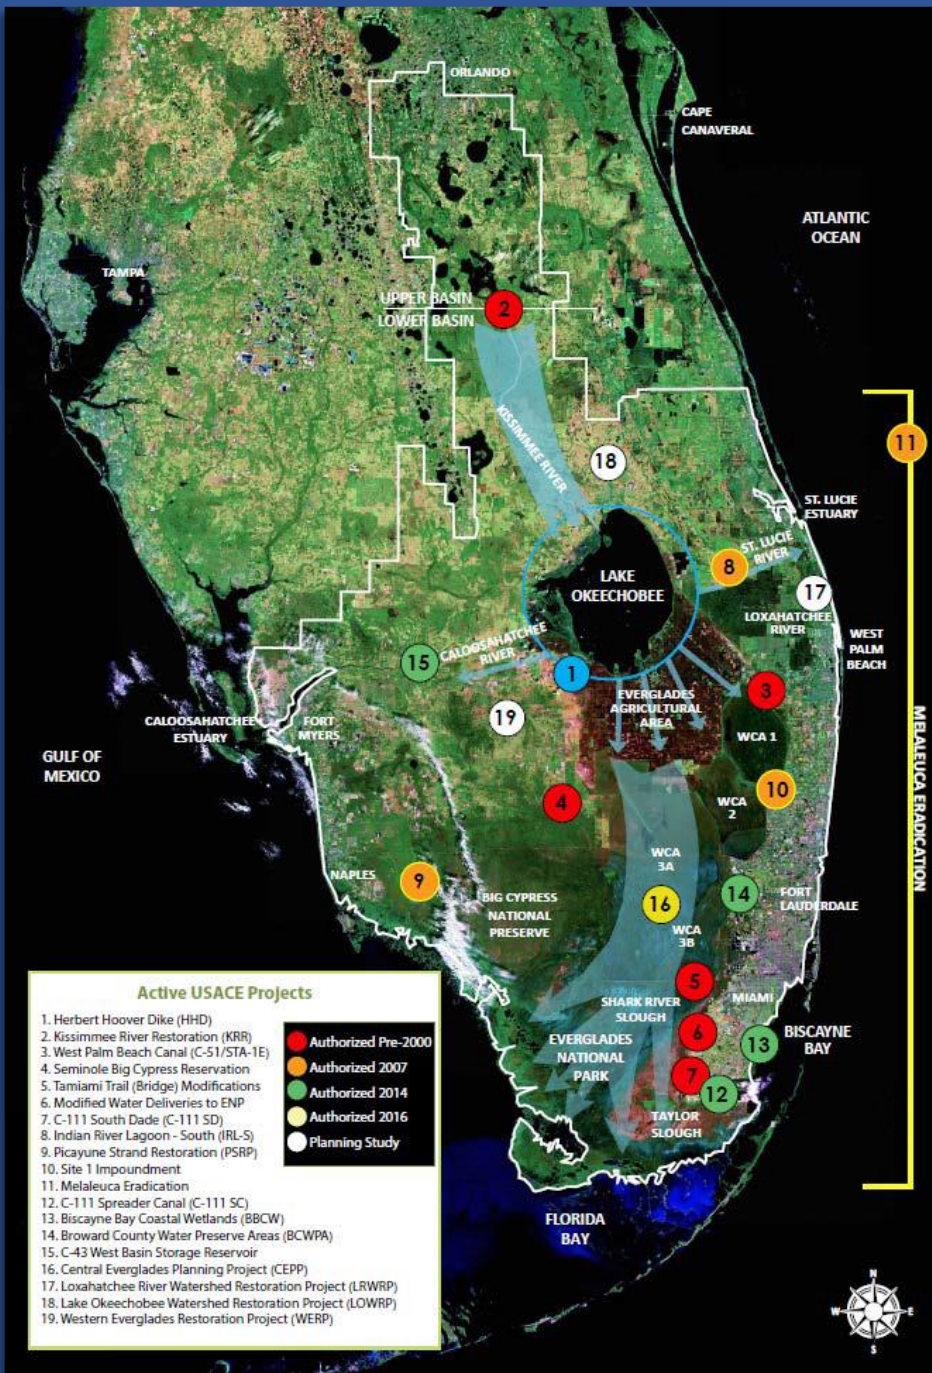 ORLANDO
CAPE
CANAVERAL
ATLANTIC
OCEAN
TAMPA
UPPER BASIN
LOWER BASIN
2
KISSIMMEE RIVER
11
18
ST. LUCIE
ESTUARY
ST. LUCIE
RIVER
8
LAKE
OKEECHOBEE
17
LOXAHATCHEE
RIVER
WEST
PALM
BEACH
CALOOSAHATCHEE
RIVER
15
1
3
EVERGLADES
AGRICULTURAL
AREA
19
CALOOSAHATCHEE
ESTUARY
FORT
MYERS
WCA 1
GULF OF
MEXICO
MELALEUCA ERADICATION
10
4
WCA
2
WCA
3A
NAPLES
9
BIG CYPRESS
NATIONAL
PRESERVE
16
14
FORT
LAUDERDALE
WCA
3B
5
SHARK RIVER
SLOUGH
MIAMI
6
BISCAYNE
BAY
13
EVERGLADES
NATIONAL
PARK
7
12
TAYLOR
SLOUGH
FLORIDA
BAY
Active USACE Projects
1. Herbert Hoover Dike (HHD)
2. Kissimmee River Restoration (KRR)
3. West Palm Beach Canal (C-51/STA-1E)
4. Seminole Big Cypress Reservation
5. Tamiami Trail (Bridge) Modifications
6. Modified Water Deliveries to ENP
7. C-111 South Dade (C-111 SD)
8. Indian River Lagoon - South (IRL-S)
9. Picayune Strand Restoration (PSRP)
10. Site 1 Impoundment
11. Melaleuca Eradication
12. C-111 Spreader Canal (C-111 SC)
13. Biscayne Bay Coastal Wetlands (BBCW)
14. Broward County Water Preserve Areas (BCWPA)
15. C-43 West Basin Storage Reservoir
16. Central Everglades Planning Project (CEPP)
17. Loxahatchee River Watershed Restoration Project (LRWRP)
18. Lake Okeechobee Watershed Restoration Project (LOWRP)
19. Western Everglades Restoration Project (WERP)
Authorized Pre-2000
Authorized 2007
Authorized 2014
Authorized 2016
Planning Study
N
W E
S